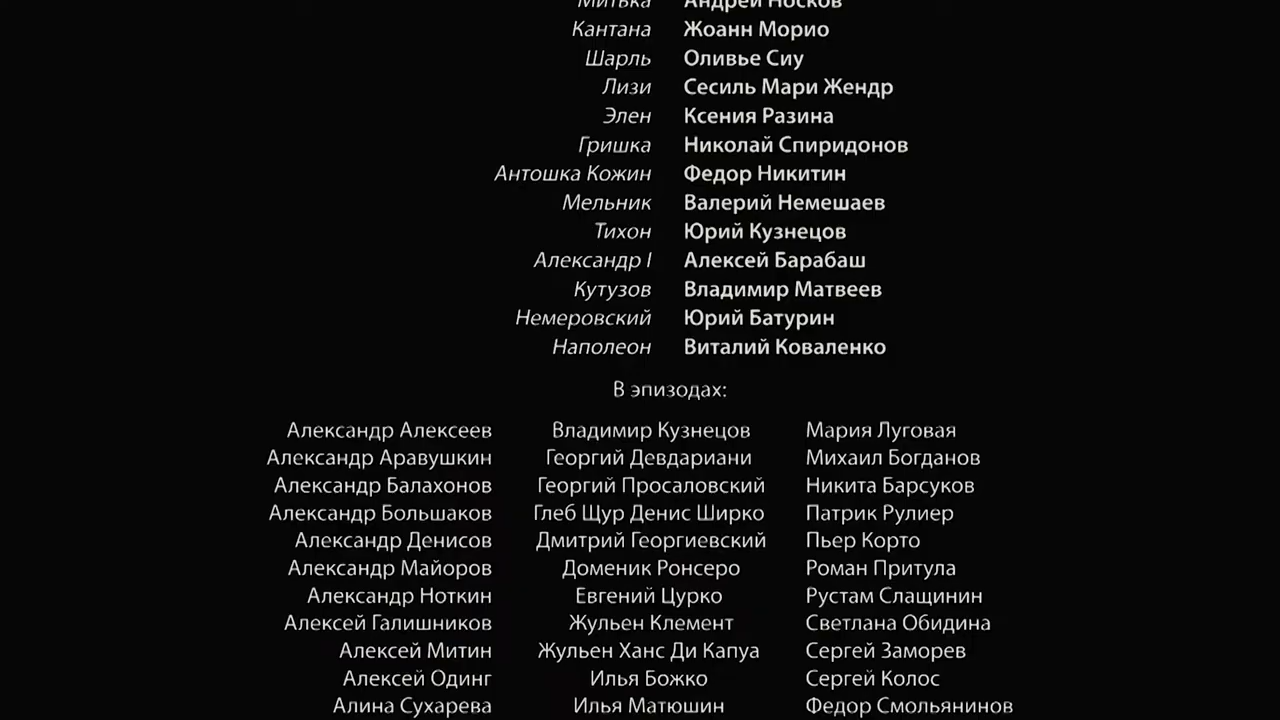 Митька Андрей Носков
Кантана Жоанн Морио
Шарль Оливье Сиу
Лизи Сесиль Мари Жендр
Элен Ксения Разина
Гришка Николай Спиридонов
Антошка Кожин Федор Никитин
Мельник Валерий Немешаев
Тихон Юрий Кузнецов
Александр I Алексей Барабаш
Кутузов Владимир Матвеев
Немеровский Юрий Батурин
Наполеон Виталий Коваленко
В эпизодах:
Александр Алексеев Владимир Кузнецов Мария Луговая
Александр Аравушкин Георгий Девдариани Михаил Богданов
Александр Балахонов Георгий Просаловский Никита Барсуков
Александр Большаков Глеб Щур Денис Ширко Патрик Рулиер
Александр Денисов Дмитрий Георгиевский Пьер Корто
Александр Майоров Доменик Ронсеро Роман Притула
Александр Ноткин Евгений Цурко Рустам Слащинин
Алексей Галишников Жульен Клемент Светлана Обидина
Алексей Митин Жульен Ханс Ди Капуа Сергей Заморев
Алексей Одинг Илья Божко Сергей Колос
Алина Сухарева Илья Матюшин Федор Смольянинов